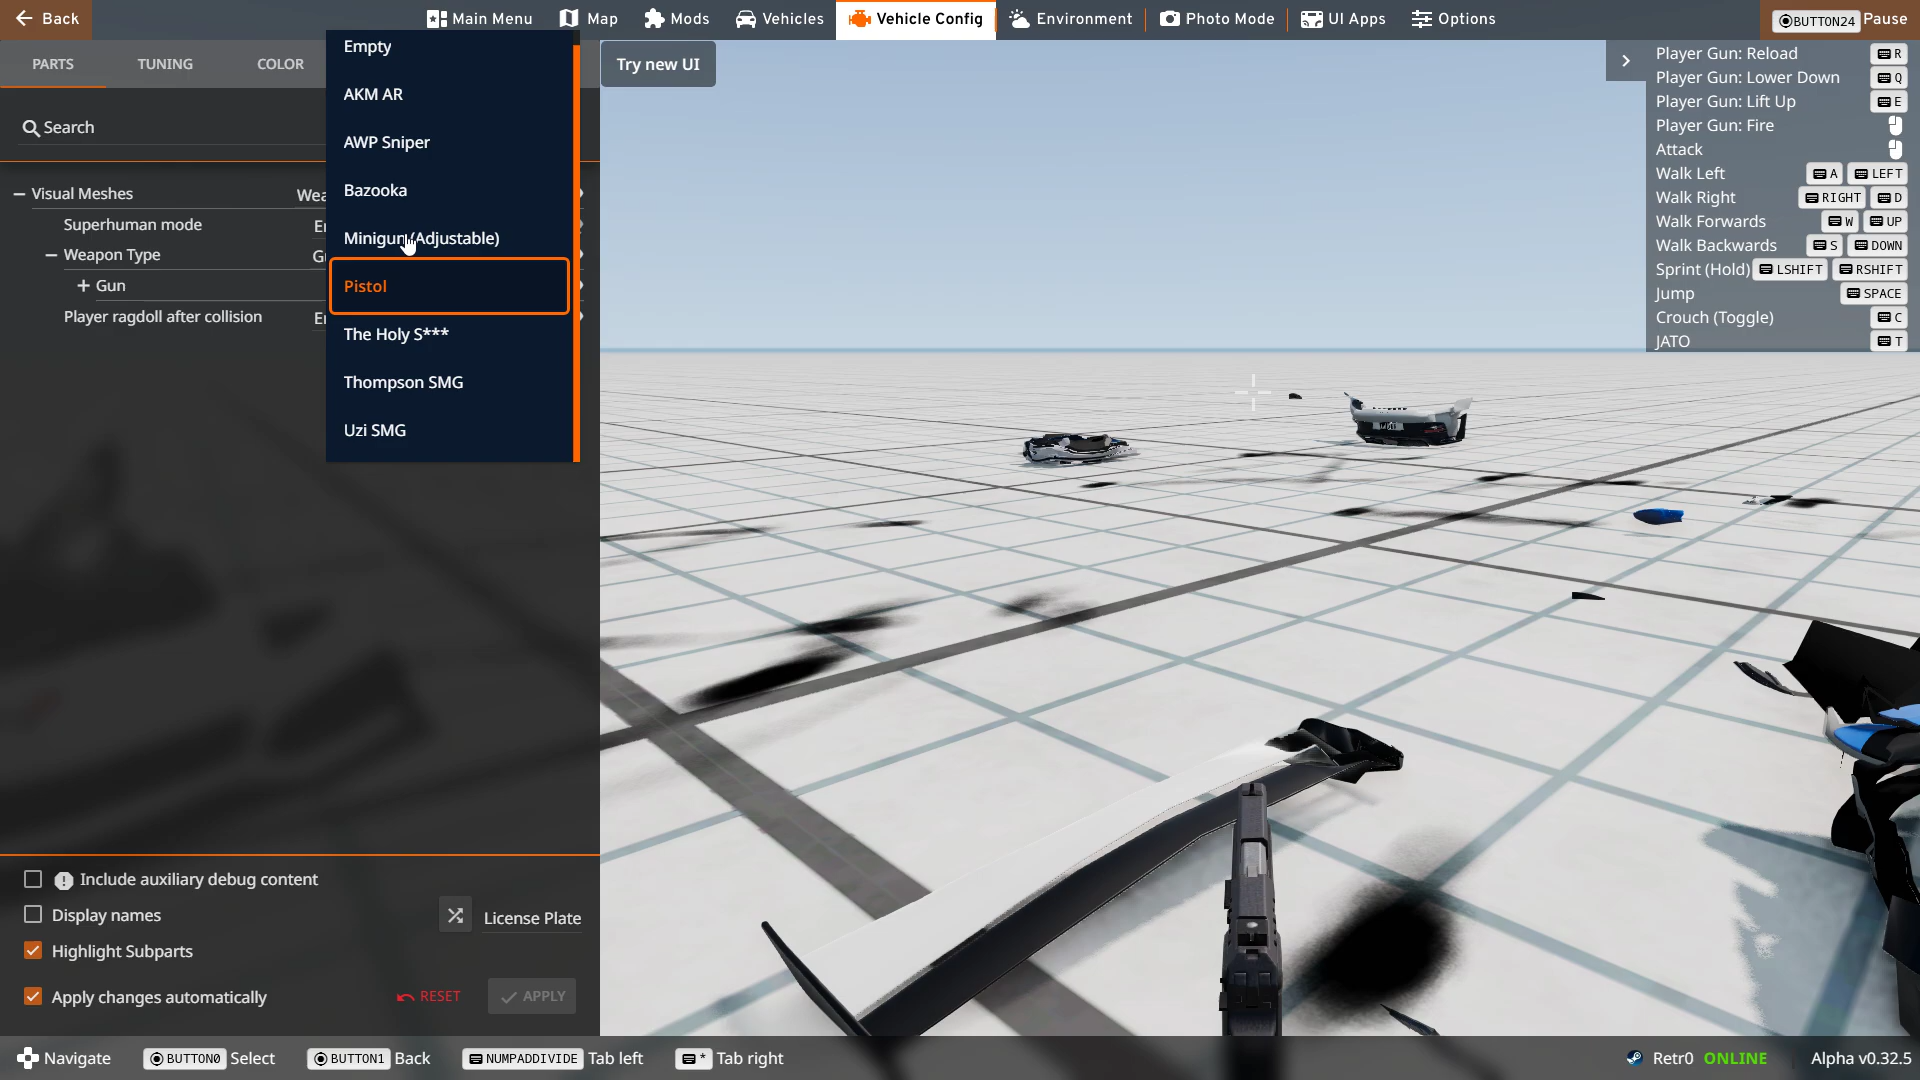 Back
Main Menu
Map
Mods
Vehicles
Vehicle Config
Environment
Photo Mode
UI Apps
Options
BUTTON24 Pause
PARTS
TUNING
COLOR
Search
Visual Meshes
Superhuman mode
Weapon Type
Gun
Player ragdoll after collision
Empty
AKM AR
AWP Sniper
Bazooka
Minigun (Adjustable)
Pistol
The Holy S***
Thompson SMG
Uzi SMG
Try new UI
Player Gun: Reload R
Player Gun: Lower Down Q
Player Gun: Lift Up E
Player Gun: Fire
Attack
Walk Left A LEFT
Walk Right RIGHT D
Walk Forwards W UP
Walk Backwards S DOWN
Sprint (Hold) LSHIFT RSHIFT
Jump SPACE
Crouch (Toggle) C
JATO T
Include auxiliary debug content
Display names
License Plate
Highlight Subparts
Apply changes automatically
RESET
APPLY
Navigate
BUTTON0 Select
BUTTON1 Back
NUMPADDIVIDE Tab left
* Tab right
Retr0 ONLINE
Alpha v0.32.5